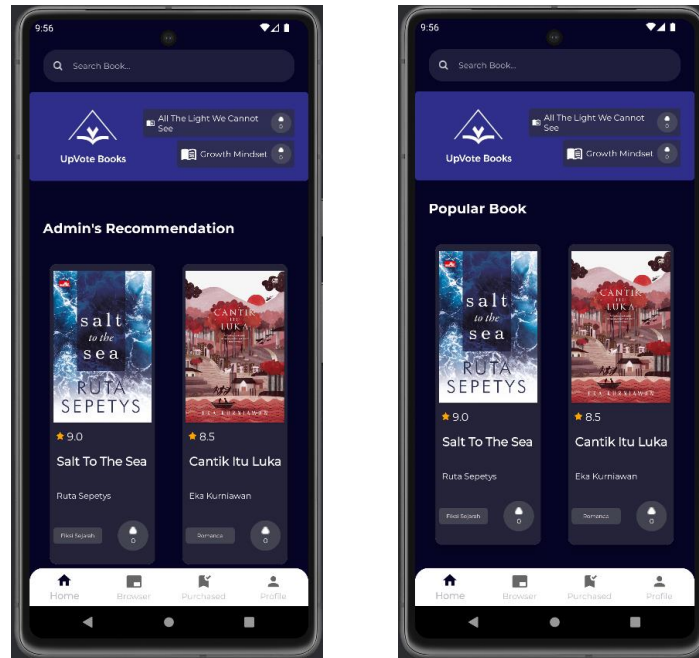 9:56
Search Book...
UpVote Books
All The Light We Cannot
See
0
Growth Mindset
0
Admin's Recommendation
salt
to the
sea
RUTA
SEPETYS
CANTIK
ITU
LUKA
EKA KURNIAWAN
9.0
8.5
Salt To The Sea
Cantik Itu Luka
Ruta Sepetys
Eka Kurniawan
Fiksi Sejarah
0
Romance
0
Home
Browser
Purchased
Profile
9:56
Search Book...
UpVote Books
All The Light We Cannot
See
0
Growth Mindset
0
Popular Book
salt
to the
sea
RUTA
SEPETYS
CANTIK
ITU
LUKA
EKA KURNIAWAN
9.0
8.5
Salt To The Sea
Cantik Itu Luka
Ruta Sepetys
Eka Kurniawan
Fiksi Sejarah
0
Romance
0
Home
Browser
Purchased
Profile